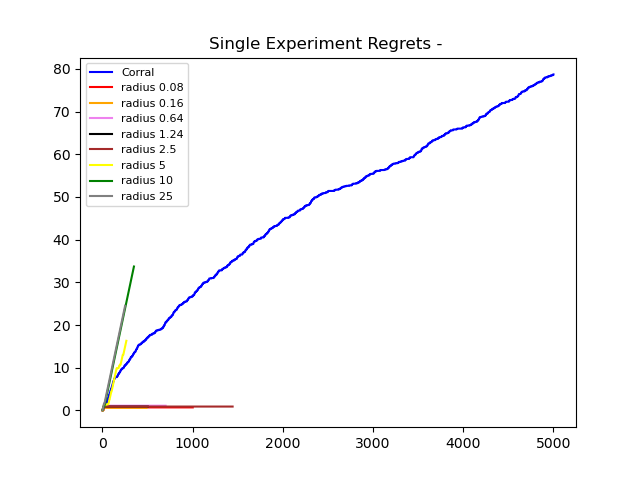 Single Experiment Regrets -
80
70
60
50
40
30
20
10
0
Corral
radius 0.08
radius 0.16
radius 0.64
radius 1.24
radius 2.5
radius 5
radius 10
radius 25
0 1000 2000 3000 4000 5000